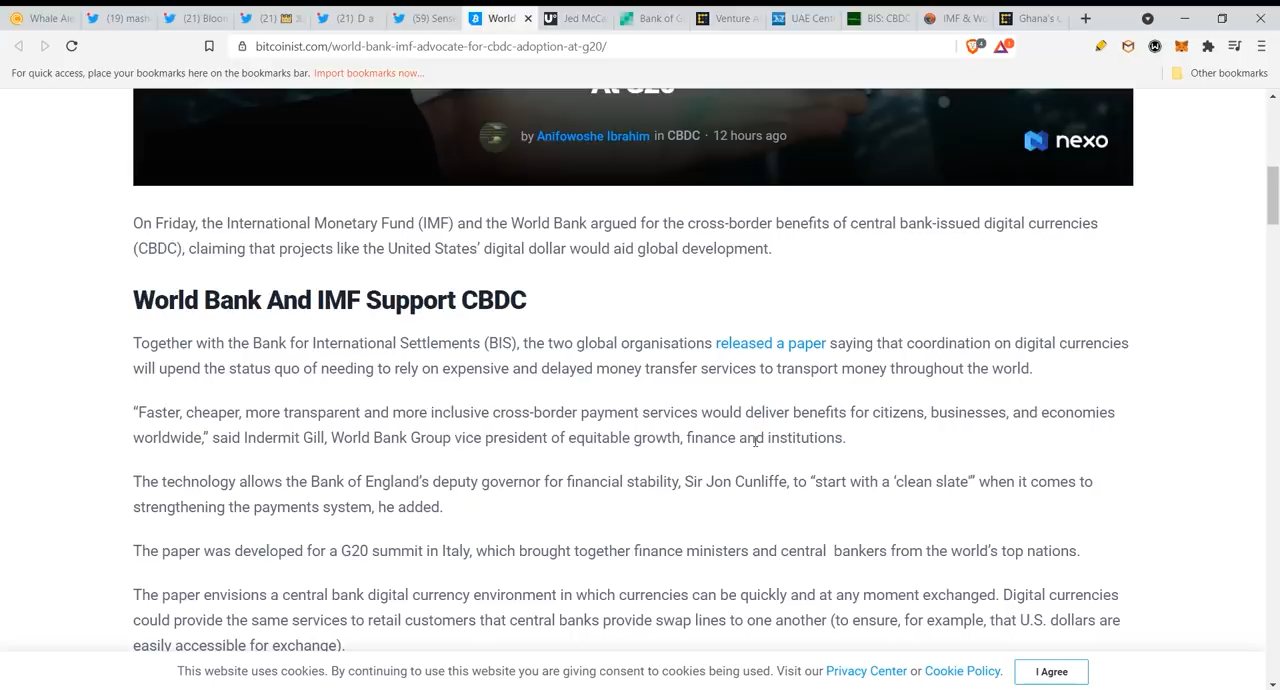 Whale Ale
(19) mash
(21) Bloon
(21)
(21) D a
(59) Sens
World
Jed McCa
Bank of G
Venture A
UAE Cent
BIS: CBDC
IMF & Wo
Ghana's C
bitcoinist.com/world-bank-imf-advocate-for-cbdc-adoption-at-g20/
For quick access, place your bookmarks here on the bookmarks bar. Import bookmarks now...
Other bookmarks
At G20
by Anifowoshe Ibrahim in CBDC · 12 hours ago
nexo
On Friday, the International Monetary Fund (IMF) and the World Bank argued for the cross-border benefits of central bank-issued digital currencies
(CBDC), claiming that projects like the United States’ digital dollar would aid global development.
World Bank And IMF Support CBDC
Together with the Bank for International Settlements (BIS), the two global organisations released a paper saying that coordination on digital currencies
will upend the status quo of needing to rely on expensive and delayed money transfer services to transport money throughout the world.
“Faster, cheaper, more transparent and more inclusive cross-border payment services would deliver benefits for citizens, businesses, and economies
worldwide,” said Indermit Gill, World Bank Group vice president of equitable growth, finance and institutions.
The technology allows the Bank of England’s deputy governor for financial stability, Sir Jon Cunliffe, to “start with a ‘clean slate'” when it comes to
strengthening the payments system, he added.
The paper was developed for a G20 summit in Italy, which brought together finance ministers and central bankers from the world’s top nations.
The paper envisions a central bank digital currency environment in which currencies can be quickly and at any moment exchanged. Digital currencies
could provide the same services to retail customers that central banks provide swap lines to one another (to ensure, for example, that U.S. dollars are
easily accessible for exchange).
This website uses cookies. By continuing to use this website you are giving consent to cookies being used. Visit our Privacy Center or Cookie Policy.
I Agree